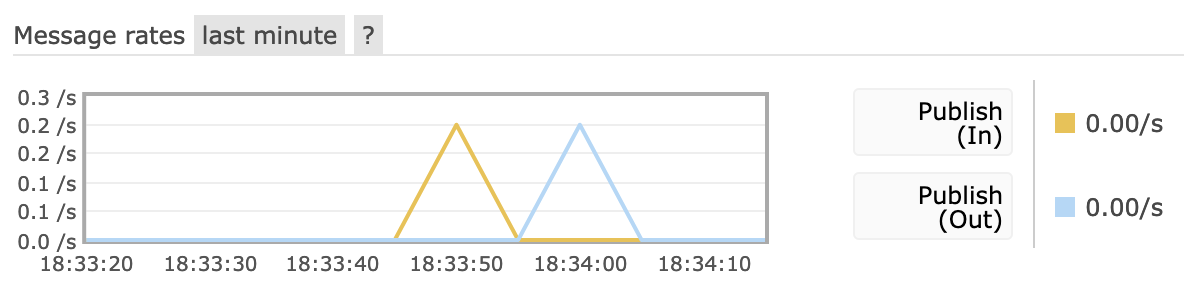 Message rates last minute ?
0.3 /s
0.2 /s
0.2 /s
0.1 /s
0.1 /s
0.0 /s
18:33:20 18:33:30 18:33:40 18:33:50 18:34:00 18:34:10
Publish
(In)
0.00/s
Publish
(Out)
0.00/s